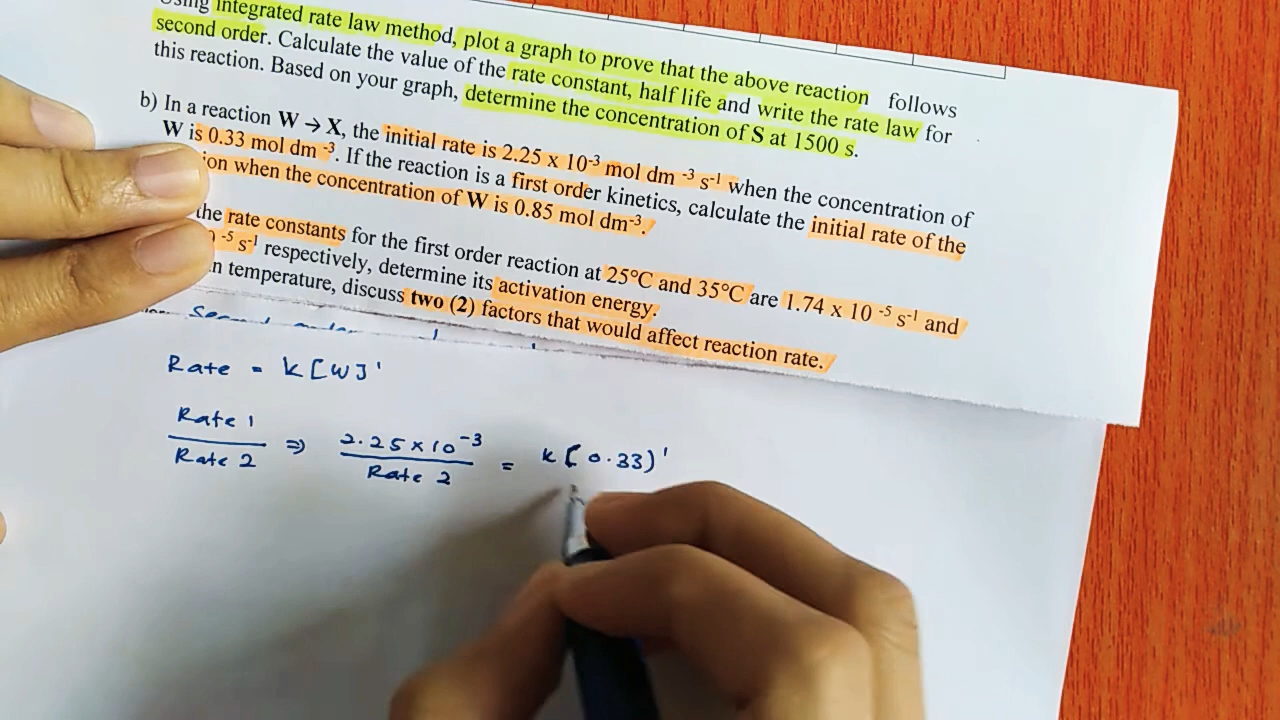 integrated rate law method, plot a graph to prove that the above reaction follows
second order. Calculate the value of the rate constant, half life and write the rate law for
this reaction. Based on your graph, determine the concentration of S at 1500 s.
b) In a reaction W → X, the initial rate is 2.25 x 10⁻³ mol dm ⁻³ s⁻¹ when the concentration of
W is 0.33 mol dm ⁻³. If the reaction is a first order kinetics, calculate the initial rate of the
when the concentration of W is 0.85 mol dm⁻³.
the rate constants for the first order reaction at 25°C and 35°C are 1.74 x 10 ⁻⁵ s⁻¹ and
⁻⁵ s⁻¹ respectively, determine its activation energy.
temperature, discuss two (2) factors that would affect reaction rate.
Rate = k[W]¹
Rate 1
Rate 2
⇒
2.25 x 10⁻³
Rate 2
=
k(0.33)¹